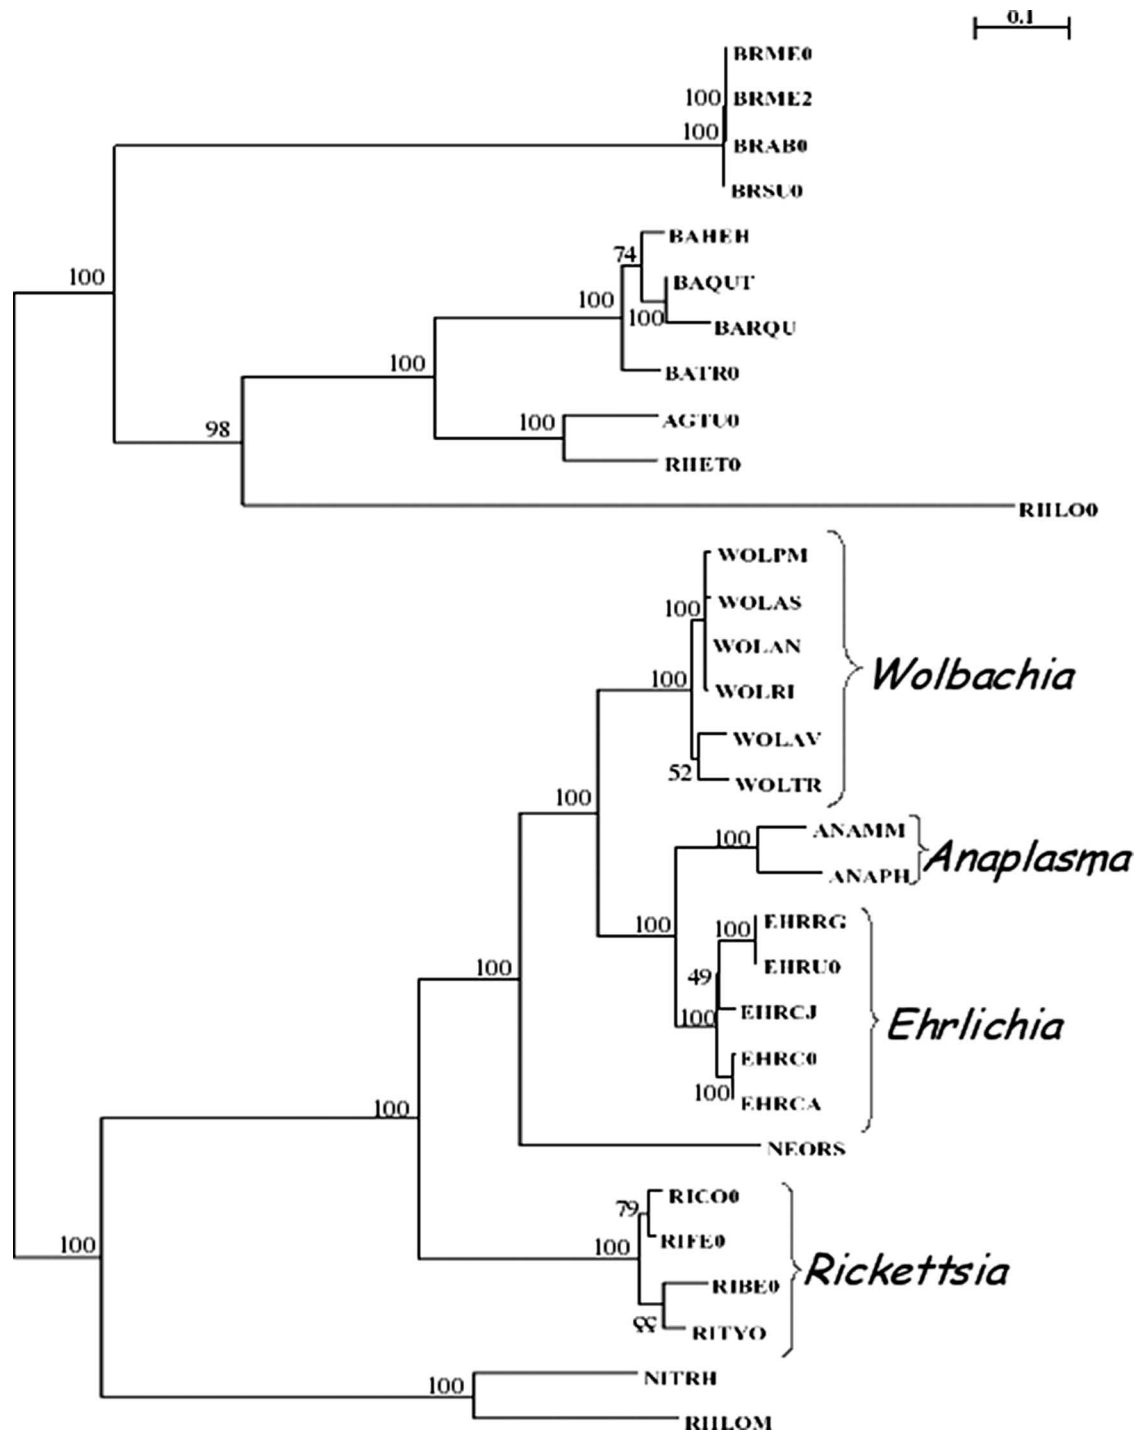 0.1
BRME0
100
BRME2
100
BRAB0
BRSU0
BAHEH
74
BAQUT
100
100
BARQU
100
BATR0
100
AGTU0
98
RHET0
RHLO0
WOLPM
100
WOLAS
WOLAN
100
WOLRI
Wolbachia
WOLAV
52
WOLTR
100
ANAMM
100
Anaplasma
ANAPH
100
100
EHRRG
EHRU0
100
49
EHRCJ
100
Ehrlichia
EHRC0
100
EHRCA
100
NEORS
RICO0
79
RIFE0
100
100
Rickettsia
RIBE0
RITYO
NITRH
100
RHLOM